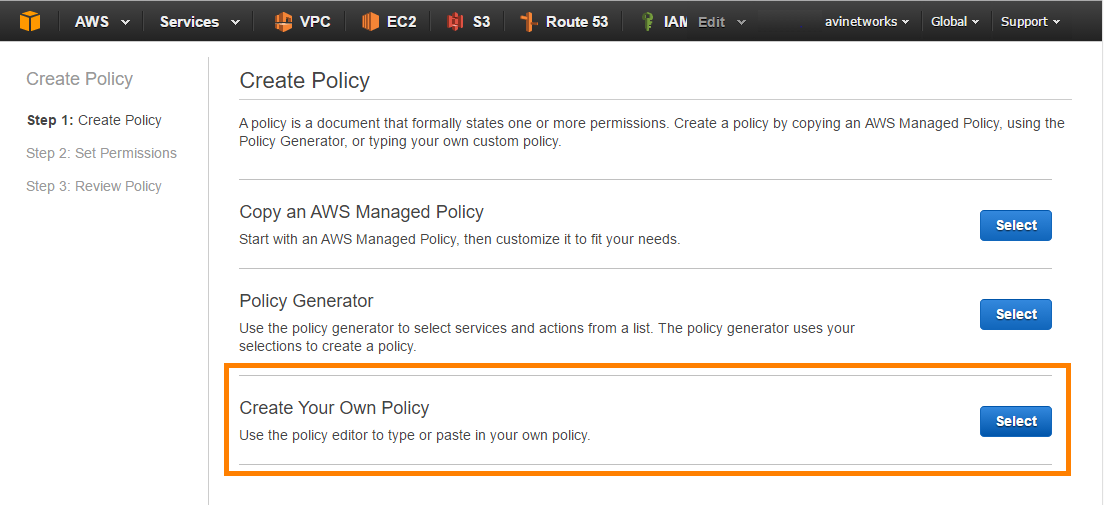 AWS Services VPC EC2 S3 Route 53 IAM Edit avinetworks Global Support
Create Policy
Step 1: Create Policy
Step 2: Set Permissions
Step 3: Review Policy
Create Policy
A policy is a document that formally states one or more permissions. Create a policy by copying an AWS Managed Policy, using the
Policy Generator, or typing your own custom policy.
Copy an AWS Managed Policy
Start with an AWS Managed Policy, then customize it to fit your needs.
Select
Policy Generator
Use the policy generator to select services and actions from a list. The policy generator uses your
selections to create a policy.
Select
Create Your Own Policy
Use the policy editor to type or paste in your own policy.
Select